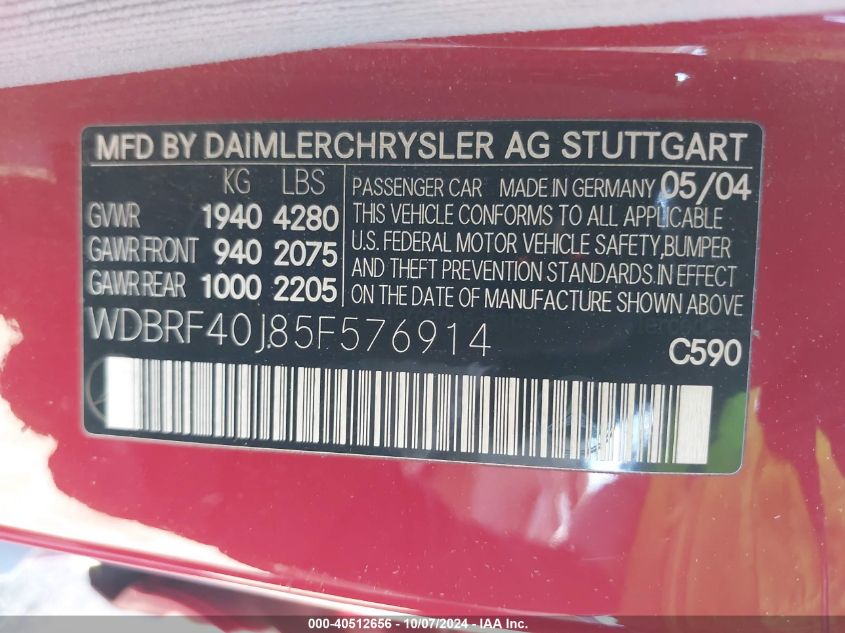 MFD BY DAIMLERCHRYSLER AG STUTTGART
KG LBS
GVWR 1940 4280
GAWR FRONT 940 2075
GAWR REAR 1000 2205
PASSENGER CAR MADE IN GERMANY 05/04
THIS VEHICLE CONFORMS TO ALL APPLICABLE
U.S. FEDERAL MOTOR VEHICLE SAFETY,BUMPER
AND THEFT PREVENTION STANDARDS IN EFFECT
ON THE DATE OF MANUFACTURE SHOWN ABOVE
WDBRF40J85F576914
C590
000-40512656 - 10/07/2024 - IAA Inc.